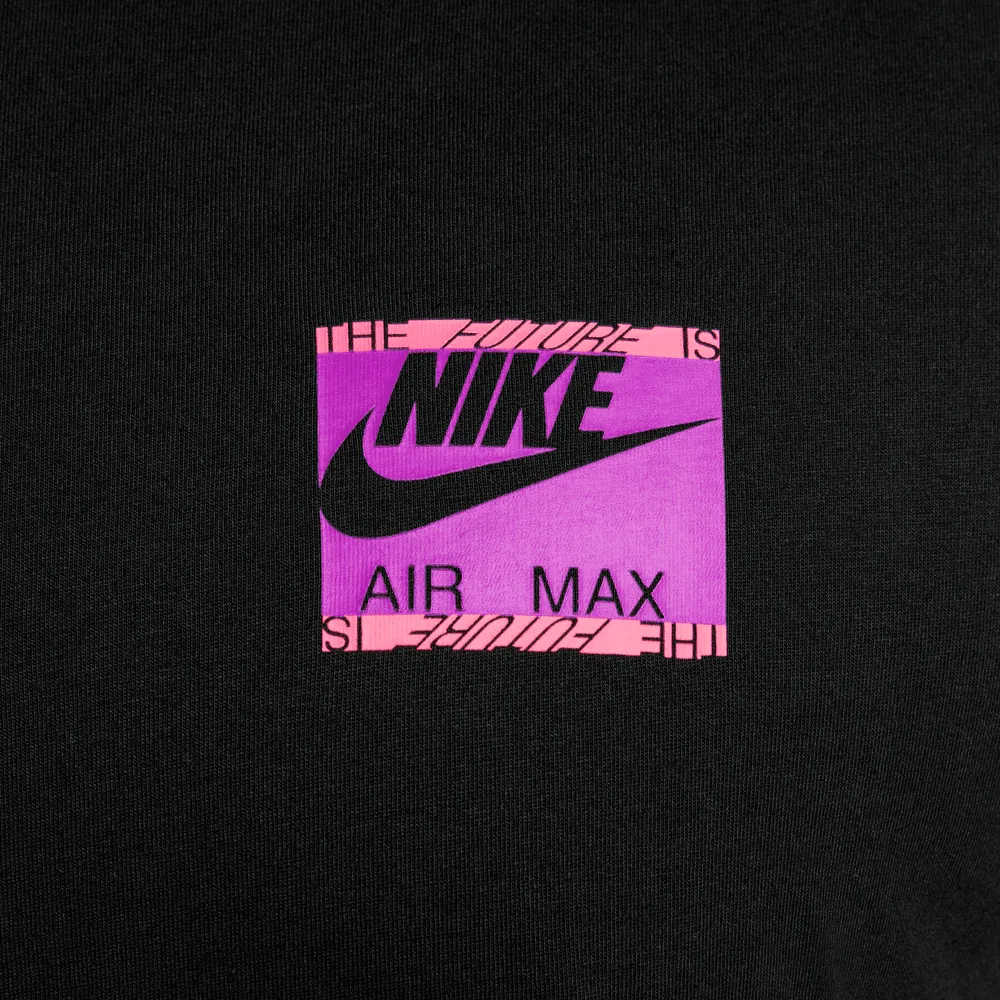 THE FUTURE IS
NIKE
AIR MAX
THE FUTURE IS